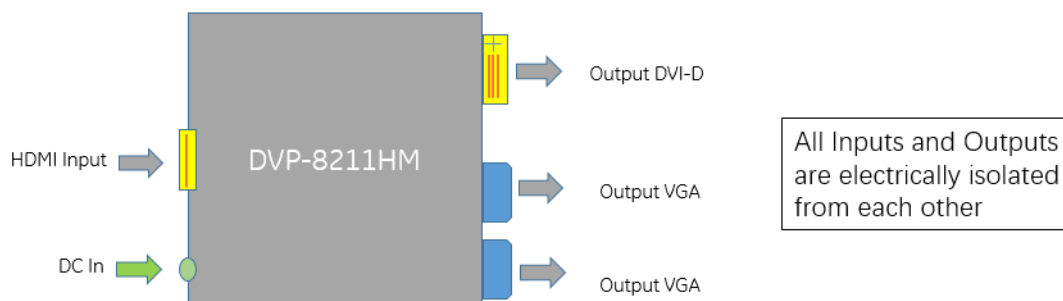 Output DVI-D
HDMI Input
DVP-8211HM
All Inputs and Outputs
are electrically isolated
from each other
Output VGA
DC In
Output VGA